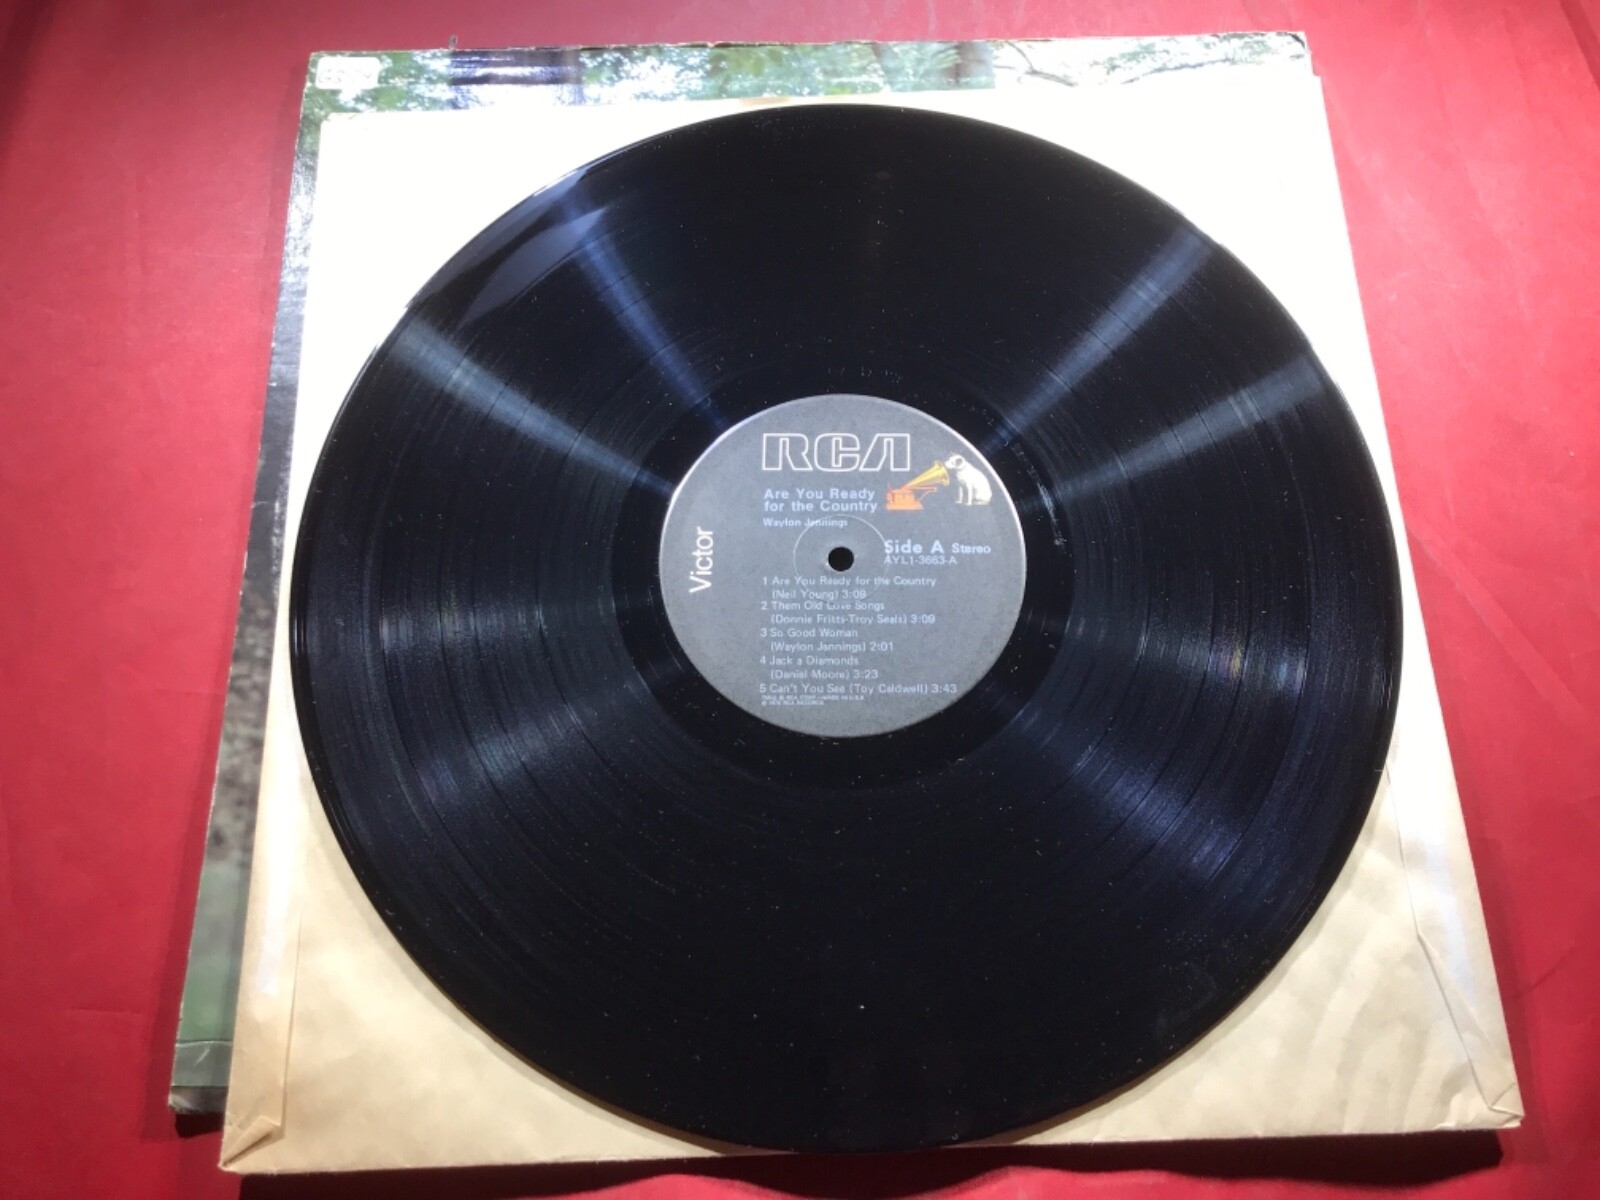 RCA
Are You Ready
for the Country
Waylon Jennings
Victor
Side A Stereo
AYL1-3663-A
1 Are You Ready for the Country
(Neil Young) 3:09
2 Them Old Love Songs
(Donnie Fritts-Troy Seals) 3:09
3 So Good Woman
(Waylon Jennings) 2:01
4 Jack a Diamonds
(Daniel Moore) 3:23
5 Can't You See (Toy Caldwell) 3:43